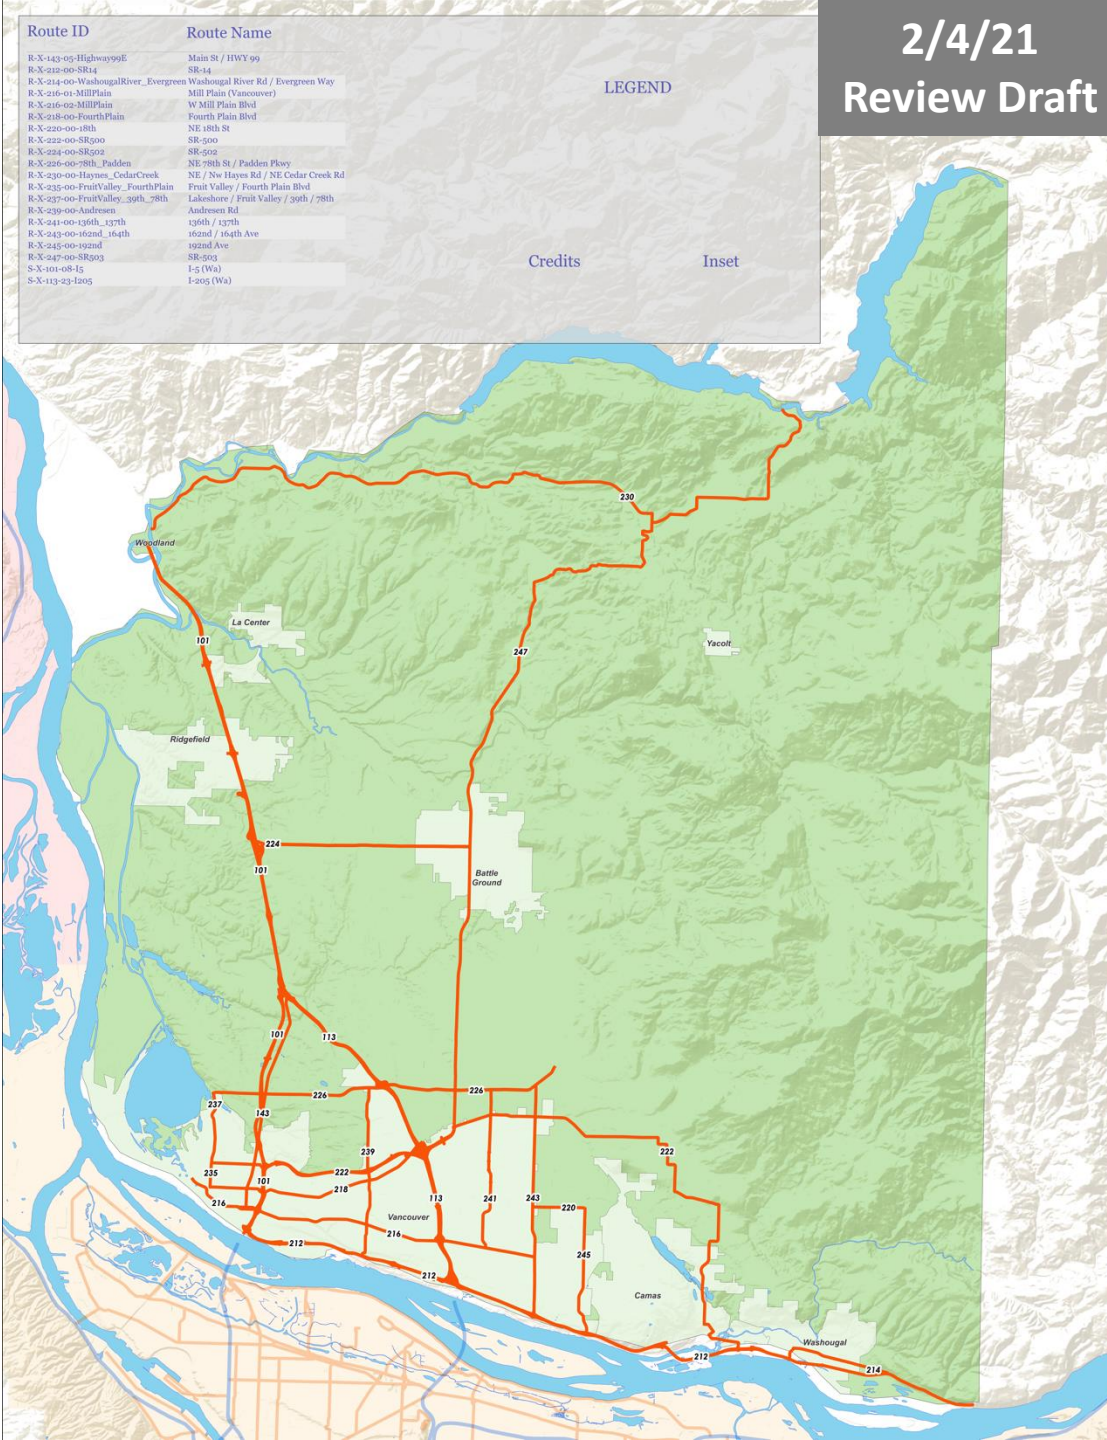 2/4/21
Review Draft
Route ID Route Name
R-X-143-05-Highway99E Main St / HWY 99
R-X-212-00-SR14 SR-14
R-X-214-00-WashougalRiver_Evergreen Washougal River Rd / Evergreen Way
R-X-216-01-MillPlain Mill Plain (Vancouver)
R-X-216-02-MillPlain W Mill Plain Blvd
R-X-218-00-FourthPlain Fourth Plain Blvd
R-X-220-00-18th NE 18th St
R-X-222-00-SR500 SR-500
R-X-224-00-SR502 SR-502
R-X-226-00-78th_Padden NE 78th St / Padden Pkwy
R-X-230-00-Haynes_CedarCreek NE / Nw Hayes Rd / NE Cedar Creek Rd
R-X-235-00-FruitValley_FourthPlain Fruit Valley / Fourth Plain Blvd
R-X-237-00-FruitValley_39th_78th Lakeshore / Fruit Valley / 39th / 78th
R-X-239-00-Andresen Andresen Rd
R-X-241-00-136th_137th 136th / 137th
R-X-243-00-162nd_164th 162nd / 164th Ave
R-X-245-00-192nd 192nd Ave
R-X-247-00-SR503 SR-503
S-X-101-08-I5 I-5 (Wa)
S-X-113-23-I205 I-205 (Wa)
LEGEND
Credits
Inset
230
Woodland
La Center
101
Yacolt
247
Ridgefield
224
101
Battle
Ground
101
113
226
226
237
143
239
222
235
222
101
218
216
113
241
243
220
Vancouver
216
212
245
212
Camas
Washougal
212
214